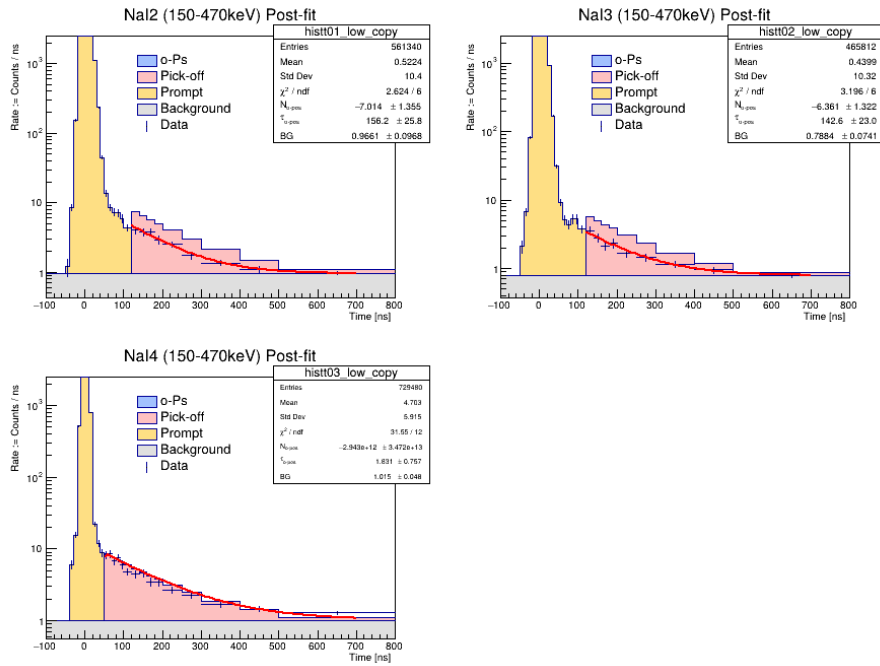 NaI2 (150-470keV) Post-fit
histt01_low_copy
Entries 561340
Mean 0.5224
Std Dev 10.4
χ² / ndf 2.624 / 6
N_o-pos −7.014 ± 1.355
τ_o-pos 156.2 ± 25.8
BG 0.9661 ± 0.0968
o-Ps
Pick-off
Prompt
Background
Data
Rate := Counts / ns
10³
10²
10
1
−100 0 100 200 300 400 500 600 700 800
Time [ns]
NaI3 (150-470keV) Post-fit
histt02_low_copy
Entries 465812
Mean 0.4399
Std Dev 10.32
χ² / ndf 3.196 / 6
N_o-pos −6.361 ± 1.322
τ_o-pos 142.6 ± 23.0
BG 0.7884 ± 0.0741
o-Ps
Pick-off
Prompt
Background
Data
Rate := Counts / ns
10³
10²
10
1
−100 0 100 200 300 400 500 600 700 800
Time [ns]
NaI4 (150-470keV) Post-fit
histt03_low_copy
Entries 729480
Mean 4.703
Std Dev 5.915
χ² / ndf 31.55 / 12
N_o-pos −2.943e+12 ± 3.472e+13
τ_o-pos 1.831 ± 0.757
BG 1.015 ± 0.048
o-Ps
Pick-off
Prompt
Background
Data
Rate := Counts / ns
10³
10²
10
1
−100 0 100 200 300 400 500 600 700 800
Time [ns]